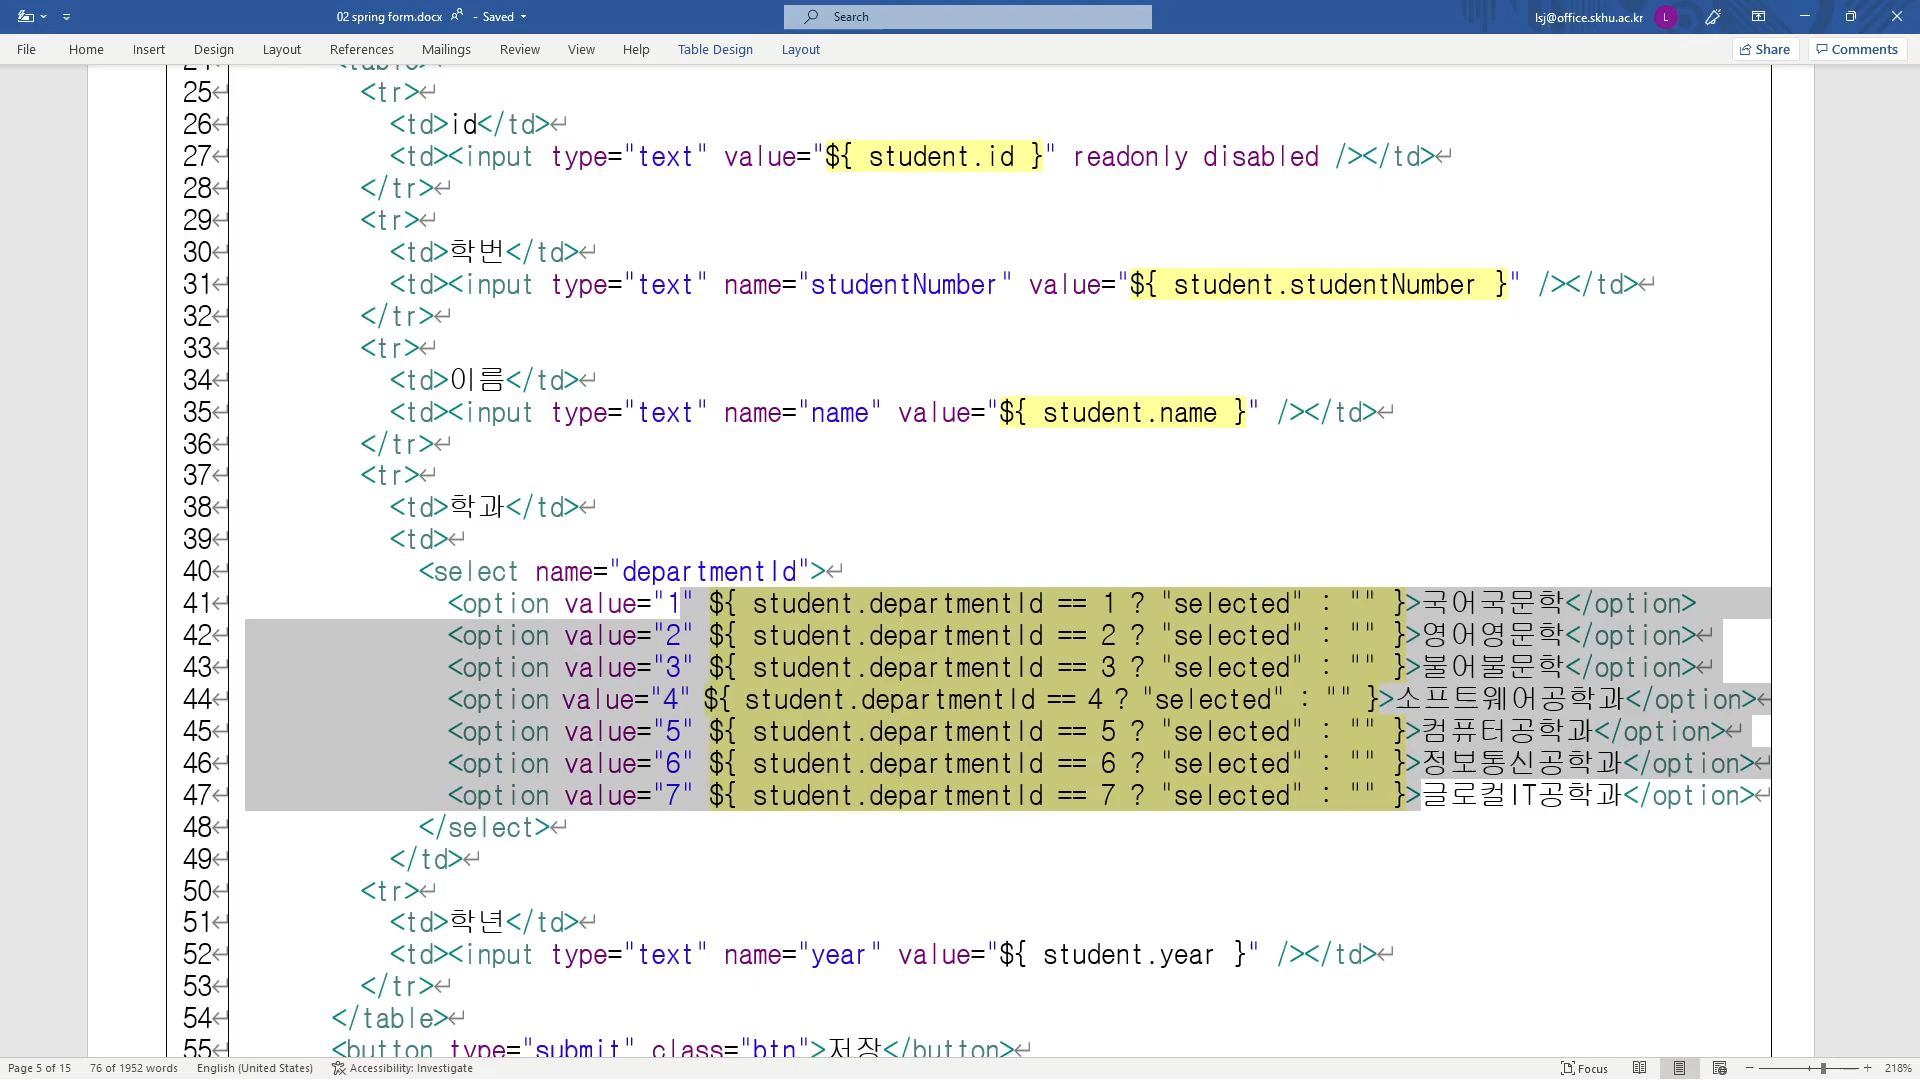 02 spring form.docx - Saved
Search
lsj@office.skhu.ac.kr L
File Home Insert Design Layout References Mailings Review View Help Table Design Layout Share Comments
24 <table>
25 <tr>
26 <td>id</td>
27 <td><input type="text" value="${ student.id }" readonly disabled /></td>
28 </tr>
29 <tr>
30 <td>학번</td>
31 <td><input type="text" name="studentNumber" value="${ student.studentNumber }" /></td>
32 </tr>
33 <tr>
34 <td>이름</td>
35 <td><input type="text" name="name" value="${ student.name }" /></td>
36 </tr>
37 <tr>
38 <td>학과</td>
39 <td>
40 <select name="departmentId">
41 <option value="1" ${ student.departmentId == 1 ? "selected" : "" }>국어국문학</option>
42 <option value="2" ${ student.departmentId == 2 ? "selected" : "" }>영어영문학</option>
43 <option value="3" ${ student.departmentId == 3 ? "selected" : "" }>불어불문학</option>
44 <option value="4" ${ student.departmentId == 4 ? "selected" : "" }>소프트웨어공학과</option>
45 <option value="5" ${ student.departmentId == 5 ? "selected" : "" }>컴퓨터공학과</option>
46 <option value="6" ${ student.departmentId == 6 ? "selected" : "" }>정보통신공학과</option>
47 <option value="7" ${ student.departmentId == 7 ? "selected" : "" }>글로컬IT공학과</option>
48 </select>
49 </td>
50 <tr>
51 <td>학년</td>
52 <td><input type="text" name="year" value="${ student.year }" /></td>
53 </tr>
54 </table>
55 <button type="submit" class="btn">저장</button>
Page 5 of 15 76 of 1952 words English (United States) Accessibility: Investigate Focus 218%